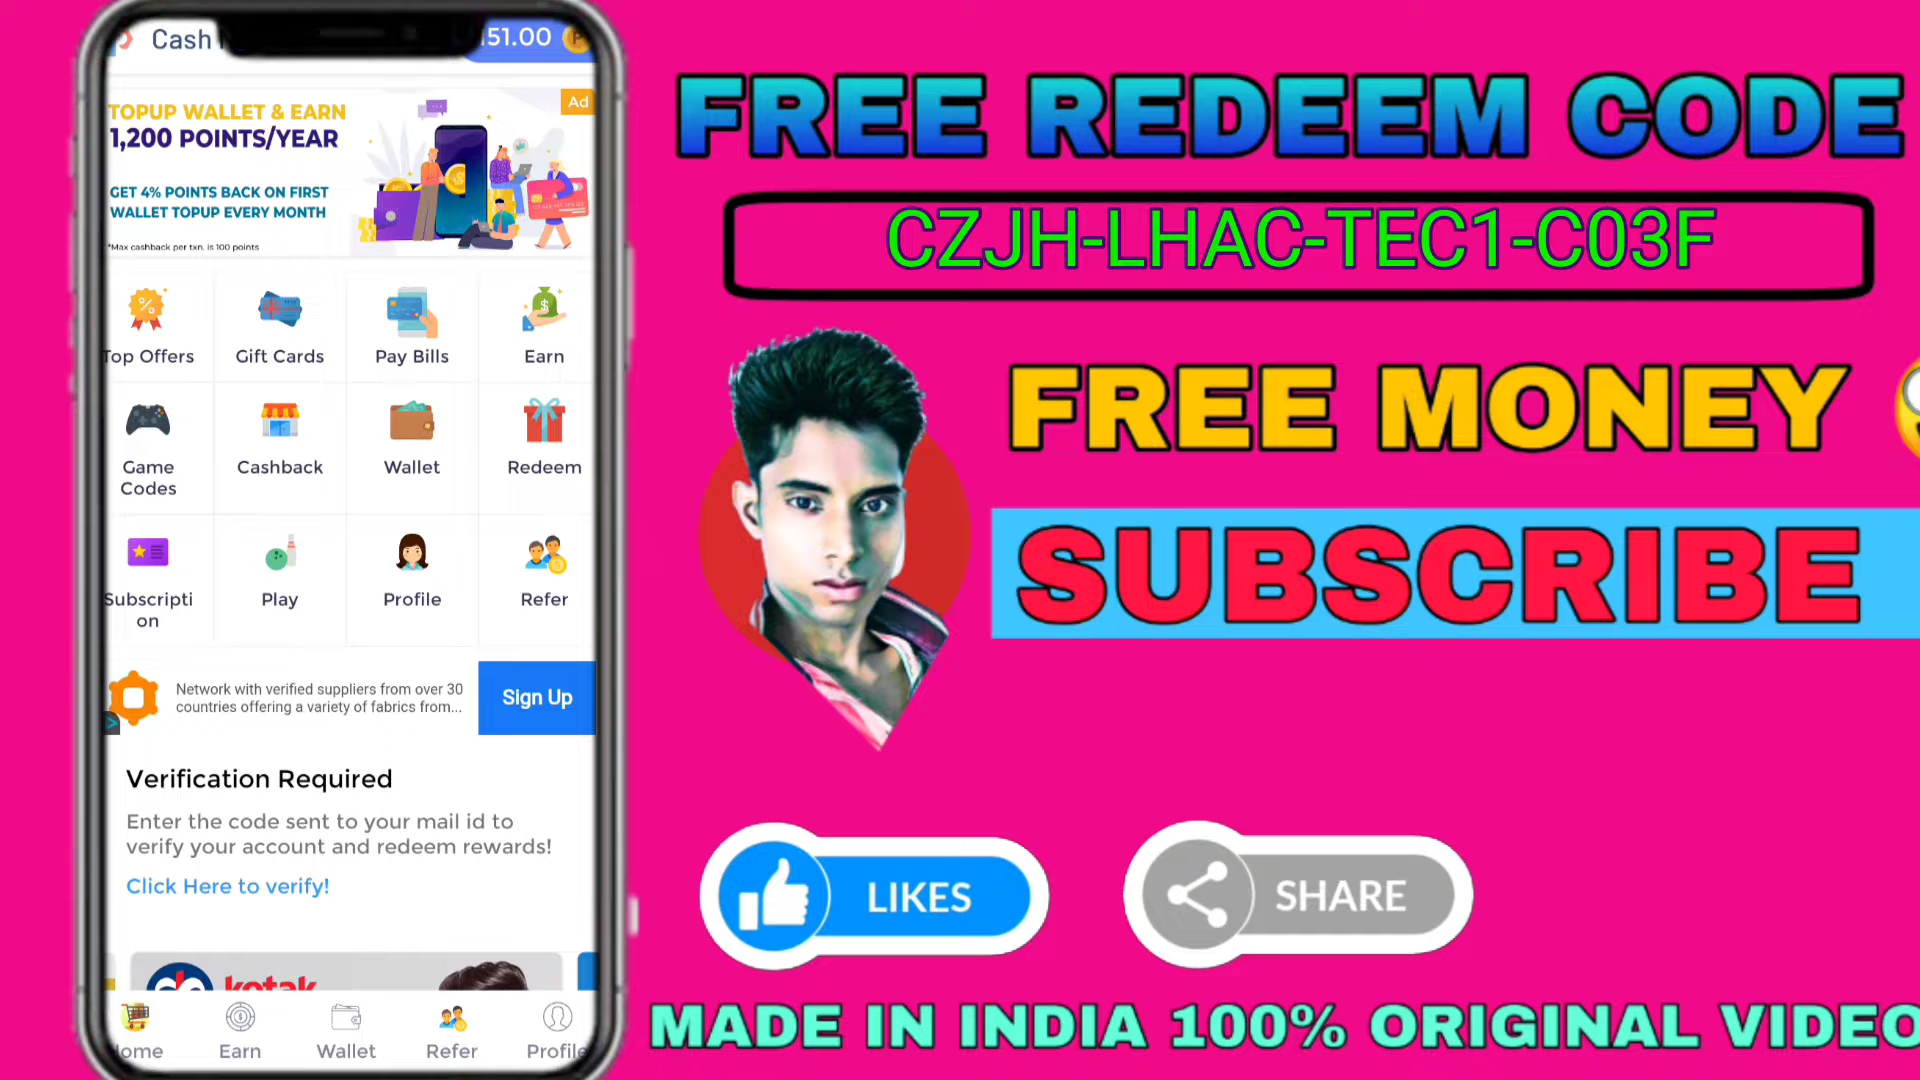 Cash
151.00
P
TOPUP WALLET & EARN
1,200 POINTS/YEAR
Ad
GET 4% POINTS BACK ON FIRST
WALLET TOPUP EVERY MONTH
*Max cashback per txn. is 100 points
Top Offers
Gift Cards
Pay Bills
Earn
Game
Codes
Cashback
Wallet
Redeem
Subscripti
on
Play
Profile
Refer
Network with verified suppliers from over 30
countries offering a variety of fabrics from...
Sign Up
Verification Required
Enter the code sent to your mail id to
verify your account and redeem rewards!
Click Here to verify!
kotak
Home
Earn
Wallet
Refer
Profile
FREE REDEEM CODE
CZJH-LHAC-TEC1-C03F
FREE MONEY
SUBSCRIBE
LIKES
SHARE
MADE IN INDIA 100% ORIGINAL VIDEO